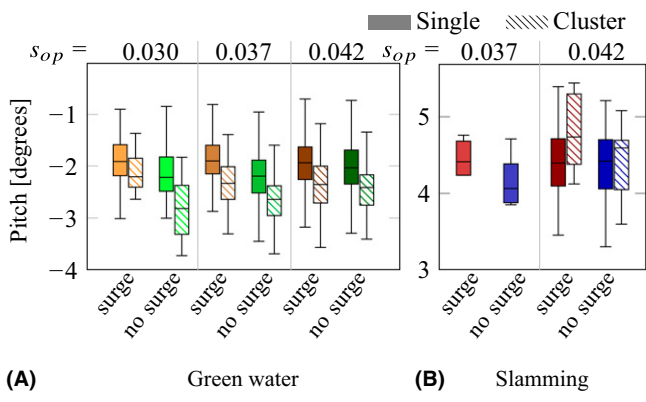 Single Cluster
s_op = 0.030 0.037 0.042 s_op = 0.037 0.042
Pitch [degrees]
−1
−2
−3
−4
5
4
3
surge no surge surge no surge surge no surge surge no surge surge no surge
(A) Green water (B) Slamming